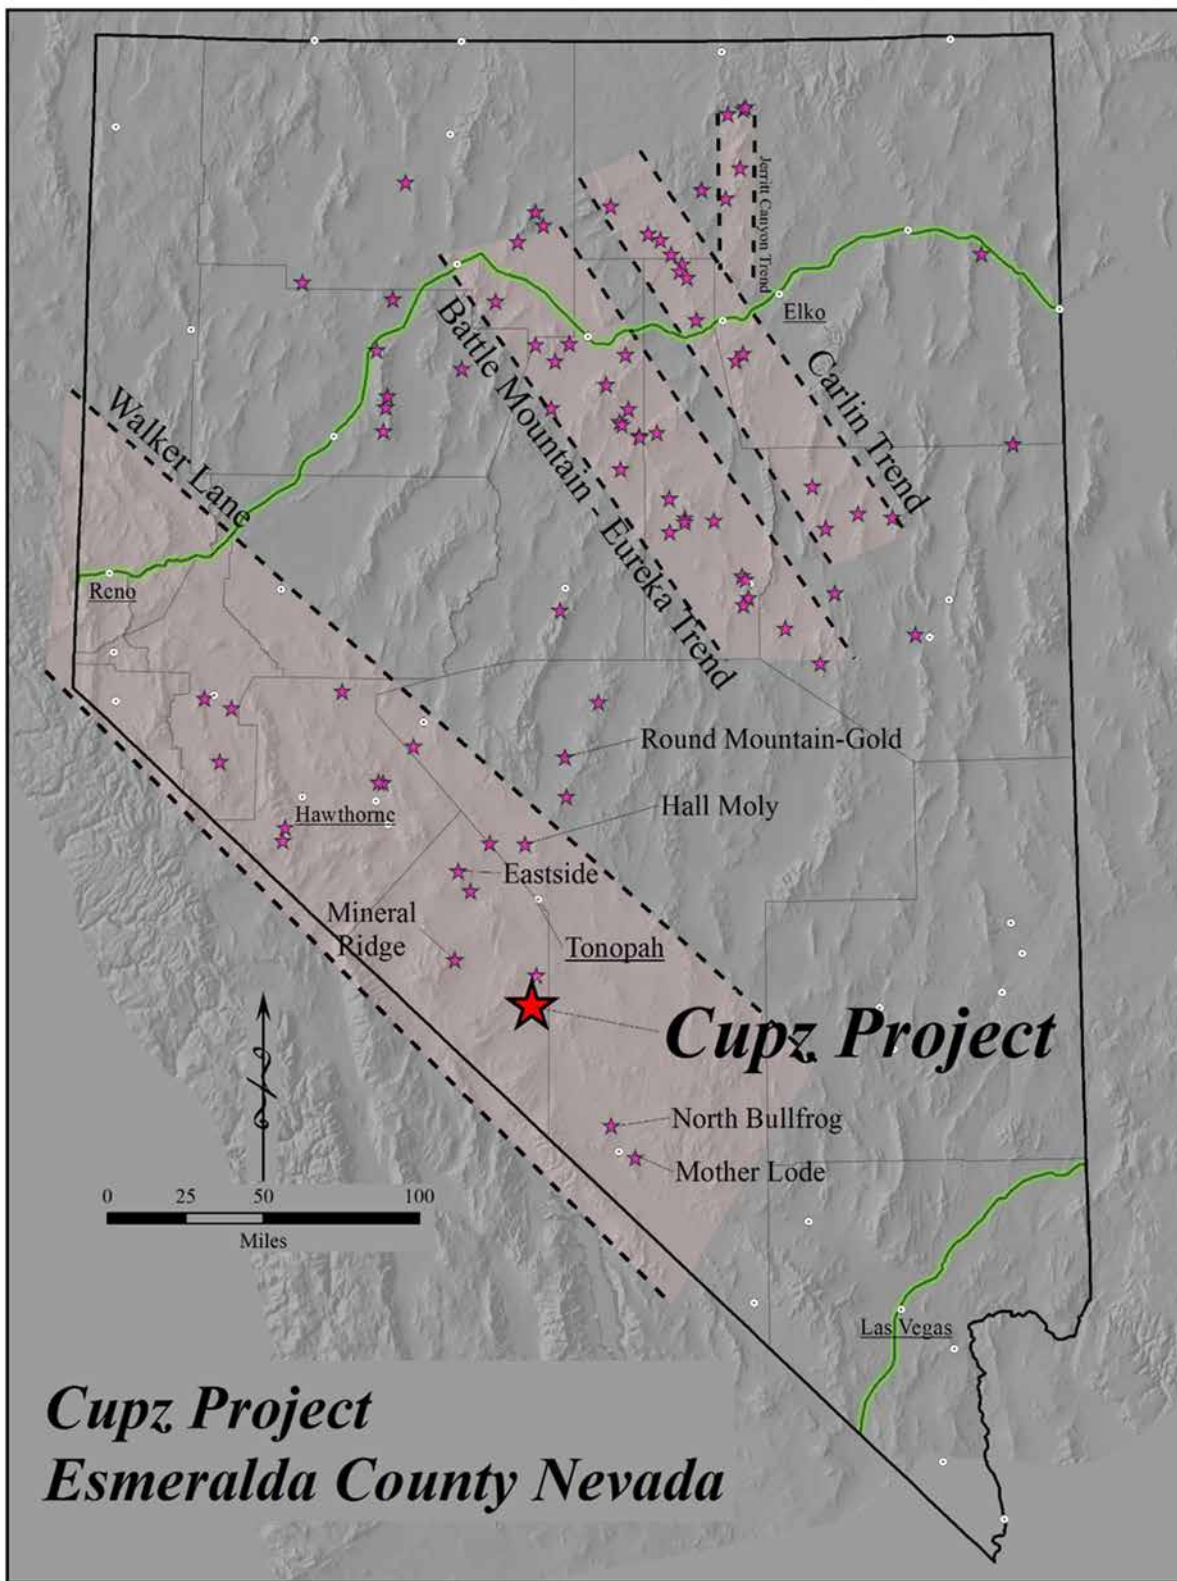 Jerritt Canyon Trend
Elko
Battle Mountain - Eureka Trend
Carlin Trend
Walker Lane
Reno
Round Mountain-Gold
Hall Moly
Hawthorne
Eastside
Mineral
Ridge
Tonopah
Cupz Project
North Bullfrog
Mother Lode
0 25 50 100
Miles
Las Vegas
Cupz Project
Esmeralda County Nevada